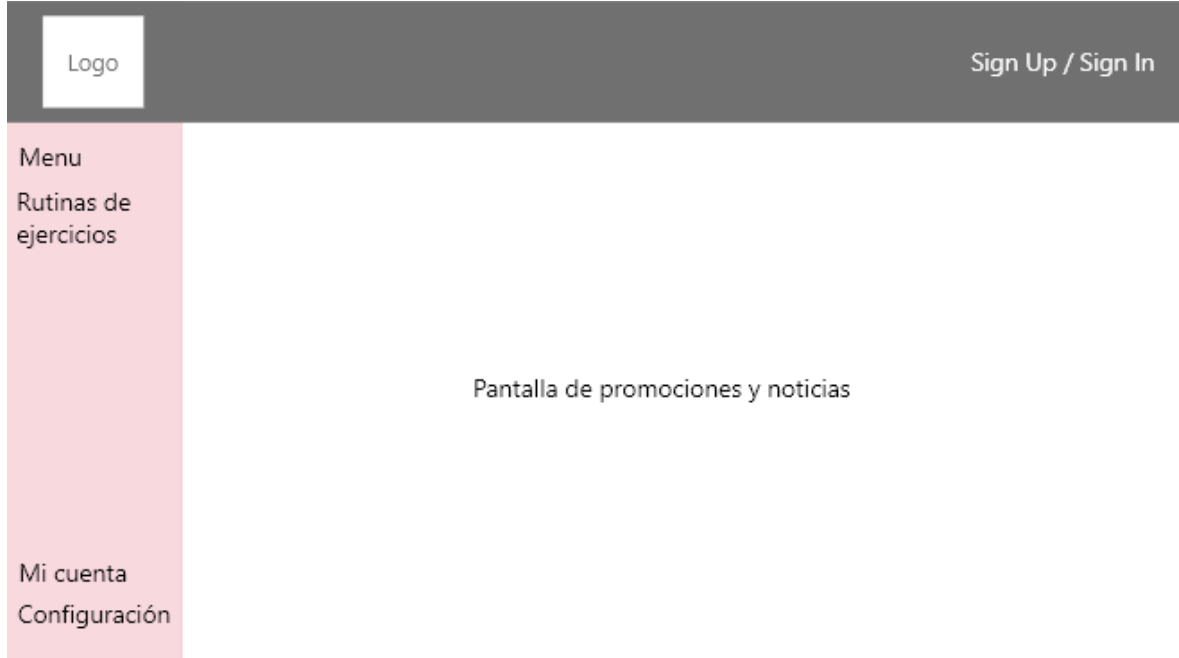 Logo
Sign Up / Sign In
Menu
Rutinas de
ejercicios
Pantalla de promociones y noticias
Mi cuenta
Configuración